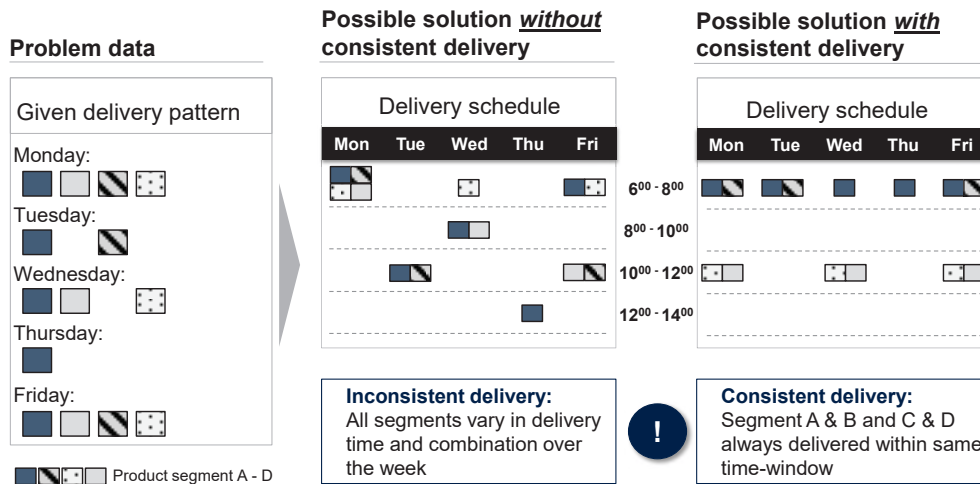 Problem data
Given delivery pattern
Monday:
Tuesday:
Wednesday:
Thursday:
Friday:
Product segment A - D
Possible solution without
consistent delivery
Delivery schedule
Mon Tue Wed Thu Fri
Inconsistent delivery:
All segments vary in delivery
time and combination over
the week
6⁰⁰ - 8⁰⁰
8⁰⁰ - 10⁰⁰
10⁰⁰ - 12⁰⁰
12⁰⁰ - 14⁰⁰
!
Possible solution with
consistent delivery
Delivery schedule
Mon Tue Wed Thu Fri
Consistent delivery:
Segment A & B and C & D
always delivered within same
time-window